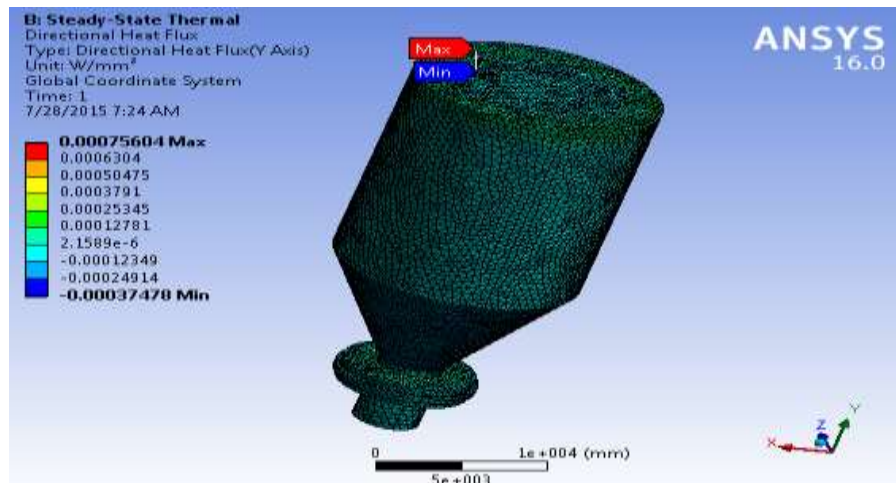 B: Steady-State Thermal
Directional Heat Flux
Type: Directional Heat Flux(Y Axis)
Unit: W/mm²
Global Coordinate System
Time: 1
7/28/2015 7:24 AM
0.00075604 Max
0.0006304
0.00050475
0.0003791
0.00025345
0.00012781
2.1589e-6
-0.00012349
-0.00024914
-0.00037478 Min
Max
Min
ANSYS
16.0
Y
Z
X
0
1e+004 (mm)
5e+003